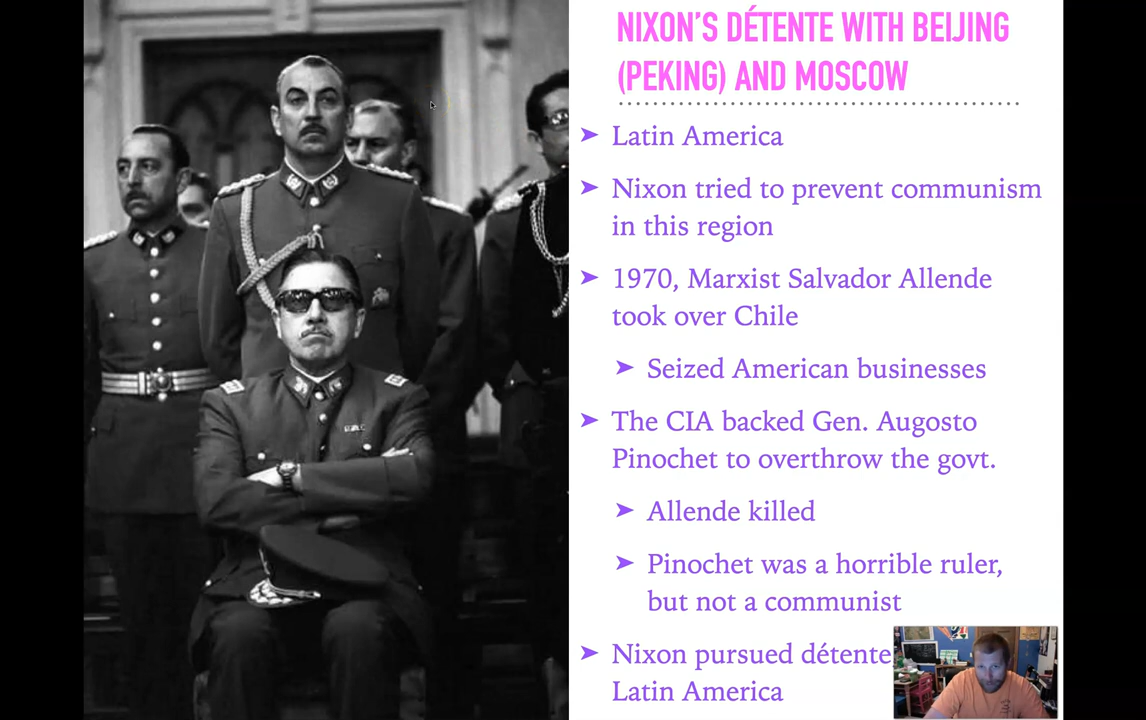 NIXON'S DÉTENTE WITH BEIJING
(PEKING) AND MOSCOW
➤ Latin America
➤ Nixon tried to prevent communism
in this region
➤ 1970, Marxist Salvador Allende
took over Chile
➤ Seized American businesses
➤ The CIA backed Gen. Augosto
Pinochet to overthrow the govt.
➤ Allende killed
➤ Pinochet was a horrible ruler,
but not a communist
➤ Nixon pursued détente
Latin America